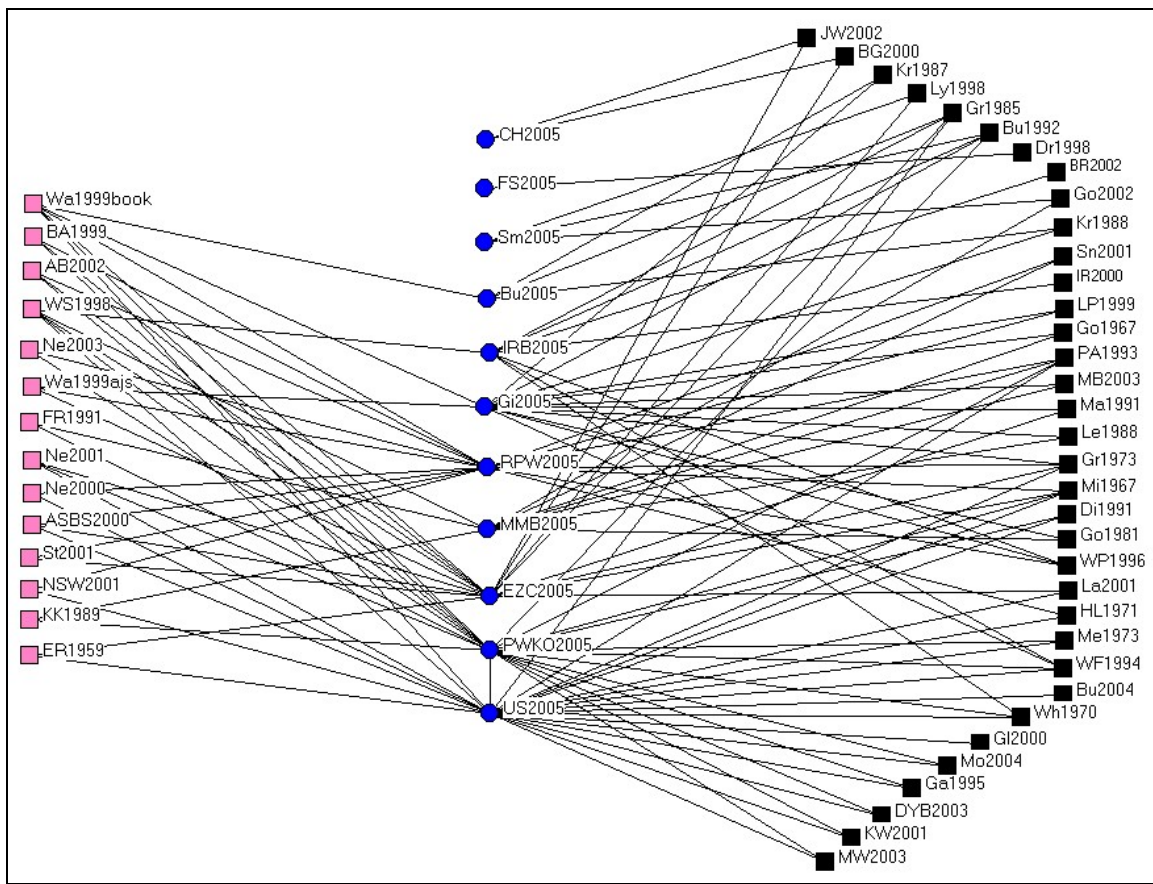 Wa1999book
BA1999
AB2002
WS1998
Ne2003
Wa1999ajs
FR1991
Ne2001
Ne2000
ASBS2000
St2001
NSW2001
KK1989
ER1959
CH2005
FS2005
Sm2005
Bu2005
IRB2005
Gi2005
RPW2005
MMB2005
EZC2005
PWKO2005
US2005
JW2002
BG2000
Kr1987
Ly1998
Gr1985
Bu1992
Dr1998
BR2002
Go2002
Kr1988
Sn2001
IR2000
LP1999
Go1967
PA1993
MB2003
Ma1991
Le1988
Gr1973
Mi1967
Di1991
Go1981
WP1996
La2001
HL1971
Me1973
WF1994
Bu2004
Wh1970
Gl2000
Mo2004
Ga1995
DYB2003
KW2001
MW2003